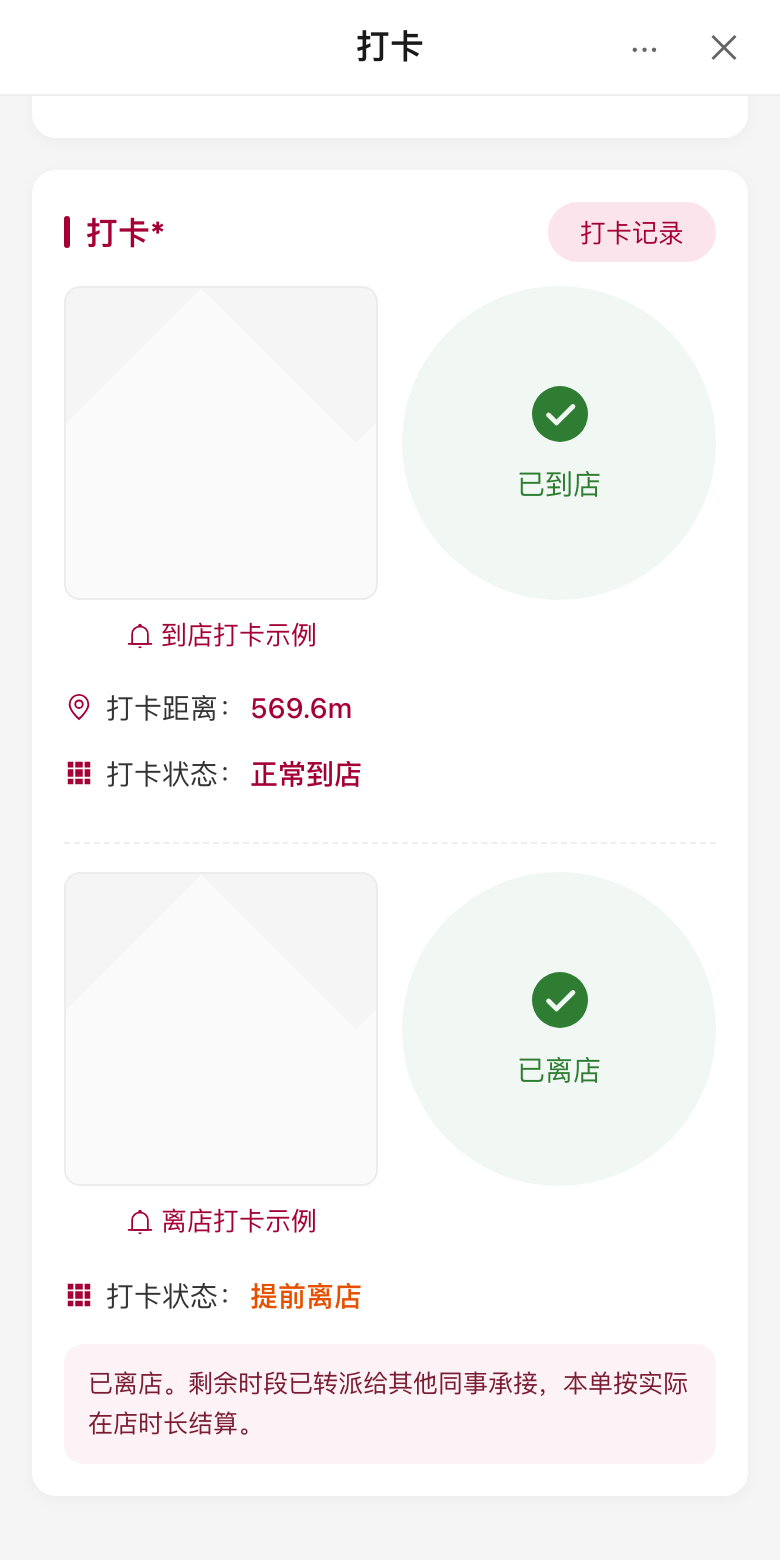 打卡
打卡*
打卡记录
已到店
到店打卡示例
打卡距离： 569.6m
打卡状态： 正常到店
已离店
离店打卡示例
打卡状态： 提前离店
已离店。剩余时段已转派给其他同事承接，本单按实际
在店时长结算。